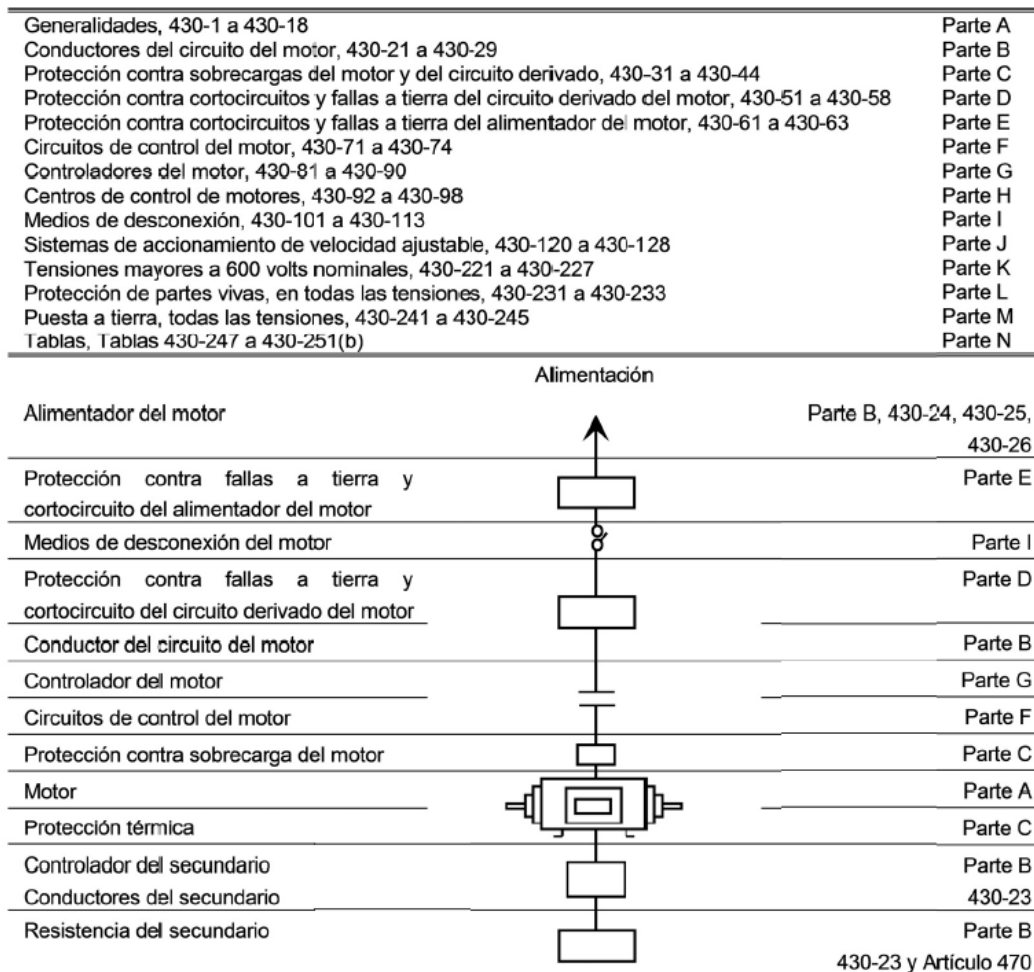 Generalidades, 430-1 a 430-18 Parte A
Conductores del circuito del motor, 430-21 a 430-29 Parte B
Protección contra sobrecargas del motor y del circuito derivado, 430-31 a 430-44 Parte C
Protección contra cortocircuitos y fallas a tierra del circuito derivado del motor, 430-51 a 430-58 Parte D
Protección contra cortocircuitos y fallas a tierra del alimentador del motor, 430-61 a 430-63 Parte E
Circuitos de control del motor, 430-71 a 430-74 Parte F
Controladores del motor, 430-81 a 430-90 Parte G
Centros de control de motores, 430-92 a 430-98 Parte H
Medios de desconexión, 430-101 a 430-113 Parte I
Sistemas de accionamiento de velocidad ajustable, 430-120 a 430-128 Parte J
Tensiones mayores a 600 volts nominales, 430-221 a 430-227 Parte K
Protección de partes vivas, en todas las tensiones, 430-231 a 430-233 Parte L
Puesta a tierra, todas las tensiones, 430-241 a 430-245 Parte M
Tablas, Tablas 430-247 a 430-251(b) Parte N
Alimentación
Alimentador del motor Parte B, 430-24, 430-25,
430-26
Protección contra fallas a tierra y Parte E
cortocircuito del alimentador del motor
Medios de desconexión del motor Parte I
Protección contra fallas a tierra y Parte D
cortocircuito del circuito derivado del motor
Conductor del circuito del motor Parte B
Controlador del motor Parte G
Circuitos de control del motor Parte F
Protección contra sobrecarga del motor Parte C
Motor Parte A
Protección térmica Parte C
Controlador del secundario Parte B
Conductores del secundario 430-23
Resistencia del secundario Parte B
430-23 y Artículo 470